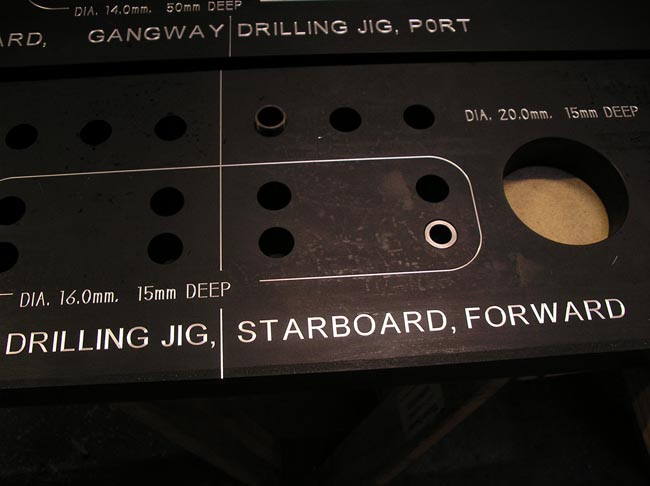 DIA. 14.0mm. 50mm DEEP
ARD, GANGWAY DRILLING JIG, PORT
DIA. 20.0mm. 15mm DEEP
DIA. 16.0mm. 15mm DEEP
DRILLING JIG, STARBOARD, FORWARD